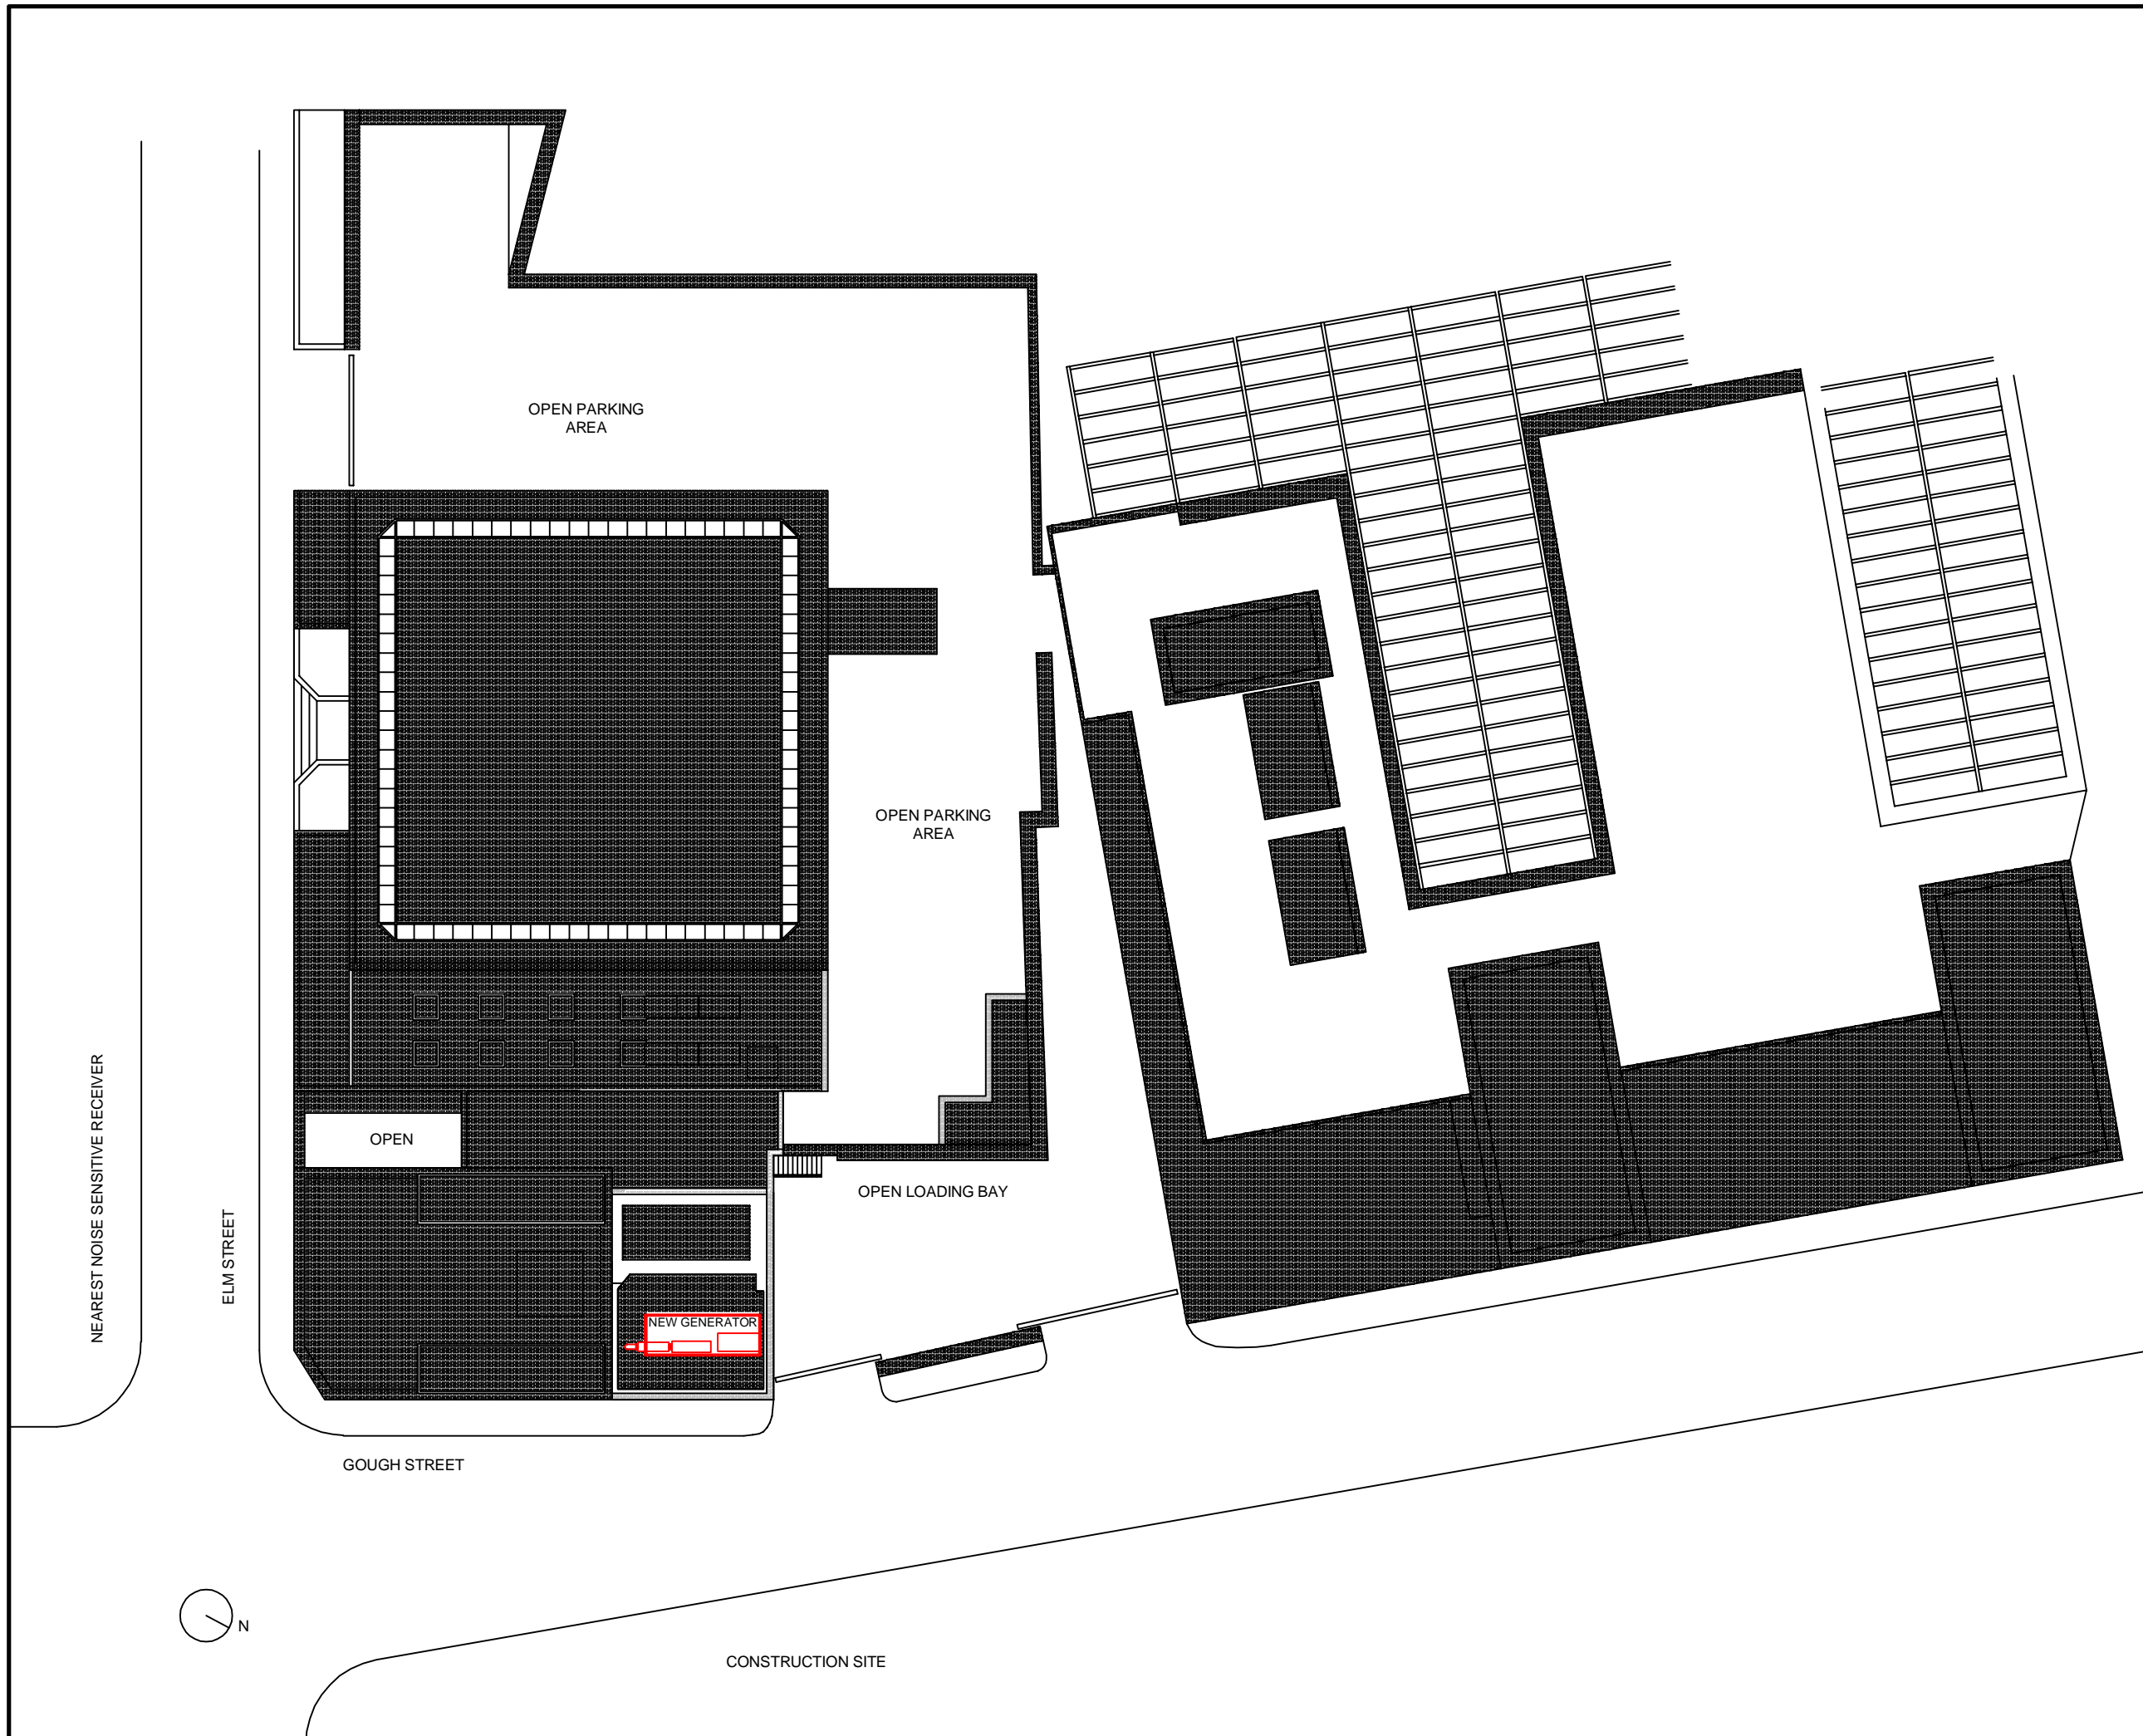 OPEN PARKING
AREA
OPEN PARKING
AREA
NEAREST NOISE SENSITIVE RECEIVER
ELM STREET
OPEN
OPEN LOADING BAY
NEW GENERATOR
GOUGH STREET
N
CONSTRUCTION SITE